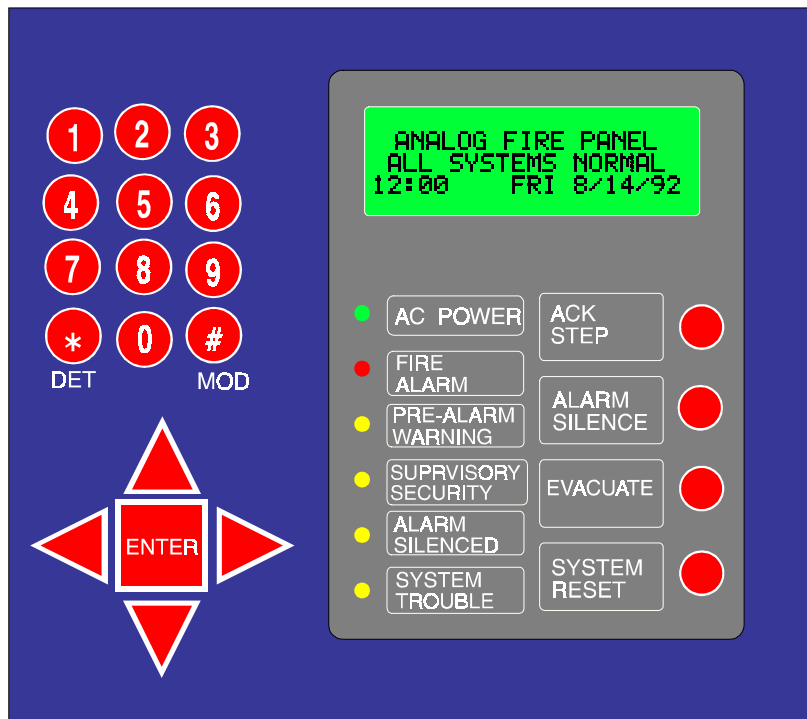 1 2 3
4 5 6
7 8 9
* 0 #
DET MOD
ENTER
ANALOG FIRE PANEL
ALL SYSTEMS NORMAL
12:00 FRI 8/14/92
AC POWER
FIRE
ALARM
PRE-ALARM
WARNING
SUPRVISORY
SECURITY
ALARM
SILENCED
SYSTEM
TROUBLE
ACK
STEP
ALARM
SILENCE
EVACUATE
SYSTEM
RESET